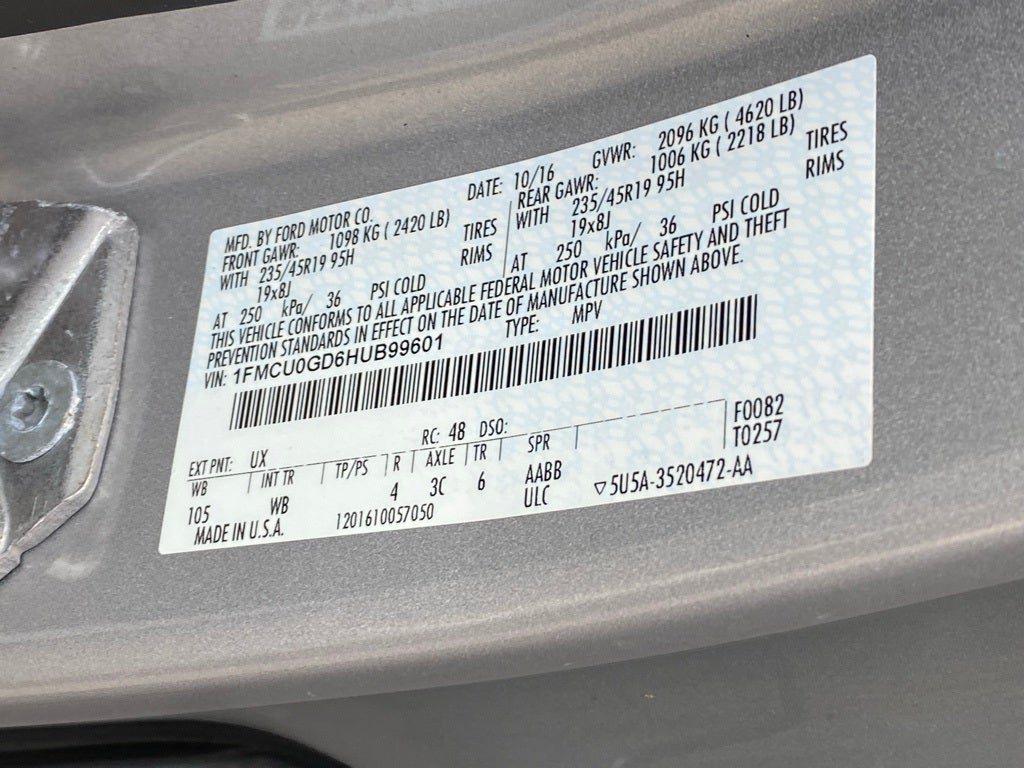 MFD. BY FORD MOTOR CO. DATE: 10/16 GVWR: 2096 KG ( 4620 LB)
FRONT GAWR: 1098 KG ( 2420 LB) REAR GAWR: 1006 KG ( 2218 LB)
WITH 235/45R19 95H TIRES WITH 235/45R19 95H TIRES
19x8J RIMS 19x8J RIMS
AT 250 kPa/ 36 PSI COLD AT 250 kPa/ 36 PSI COLD
THIS VEHICLE CONFORMS TO ALL APPLICABLE FEDERAL MOTOR VEHICLE SAFETY AND THEFT
PREVENTION STANDARDS IN EFFECT ON THE DATE OF MANUFACTURE SHOWN ABOVE.
VIN: 1FMCU0GD6HUB99601 TYPE: MPV
EXT PNT: UX RC: 48 DSO: F0082
WB INT TR TP/PS R AXLE TR SPR T0257
105 WB 4 3C 6 AABB
ULC ▽5U5A-3520472-AA
MADE IN U.S.A. 1201610057050